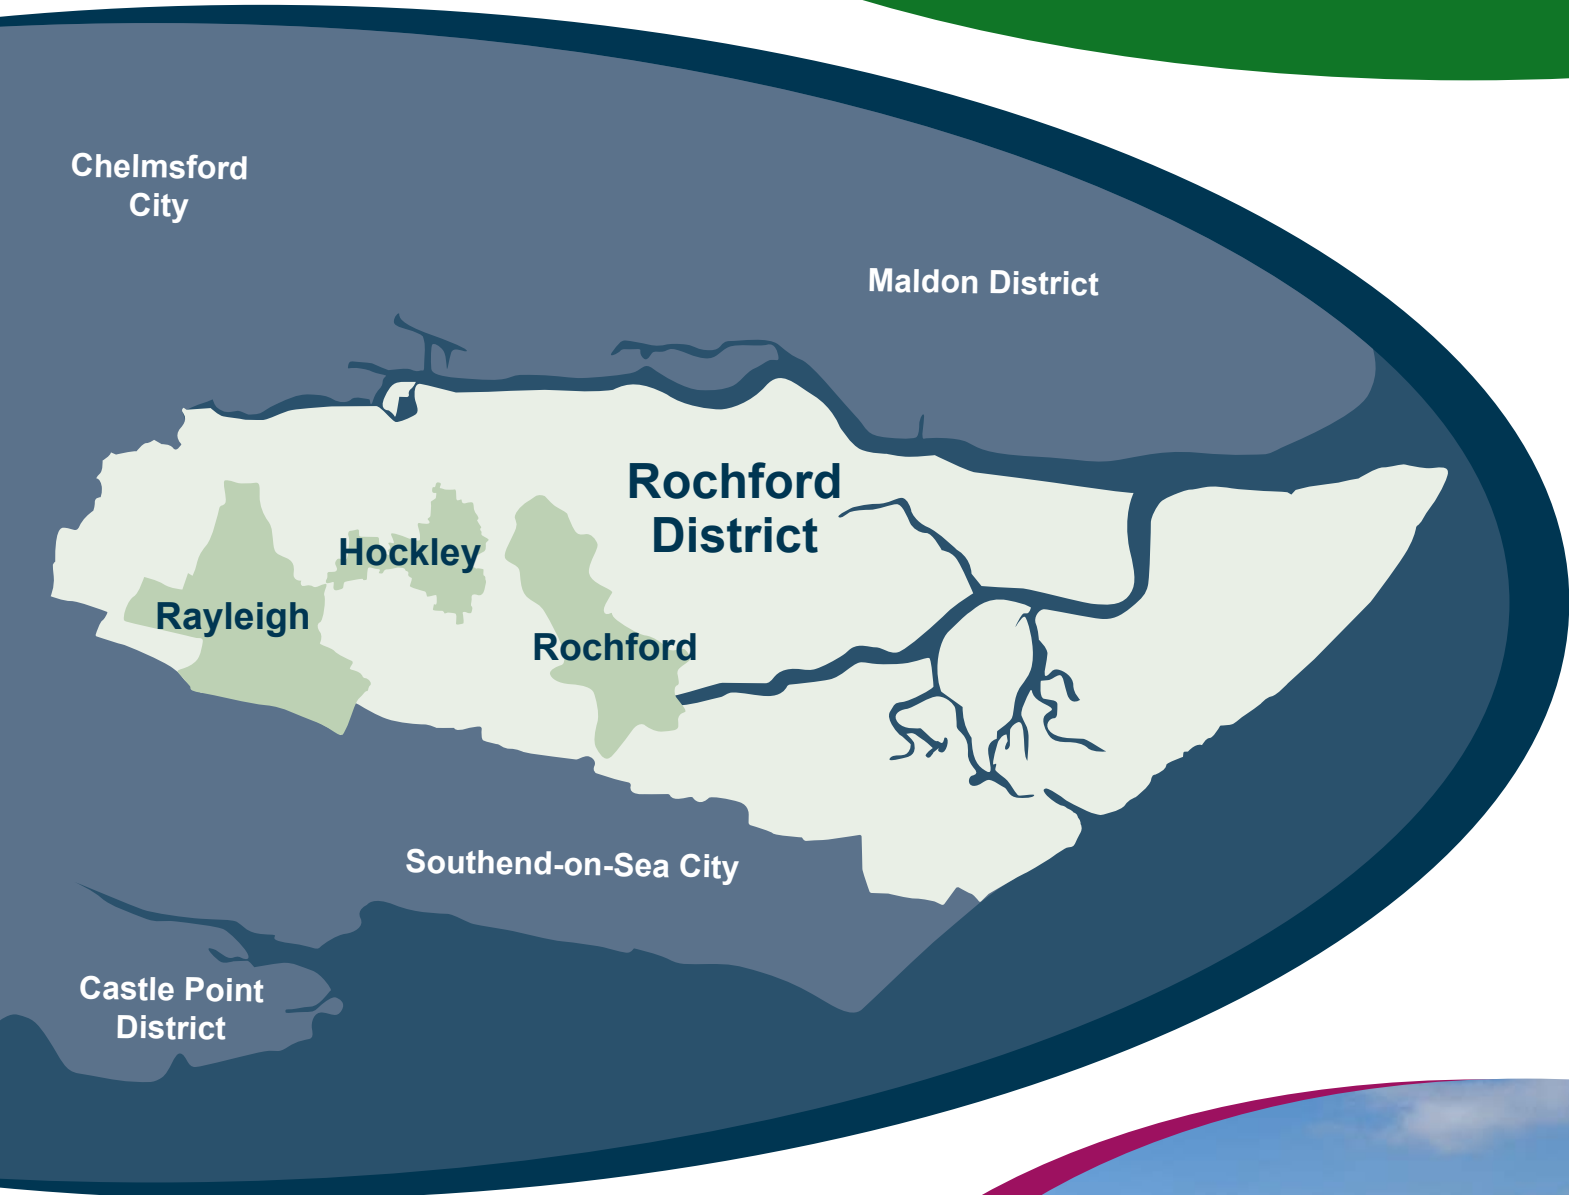 Chelmsford
City
Maldon District
Rochford
District
Hockley
Rayleigh
Rochford
Southend-on-Sea City
Castle Point
District